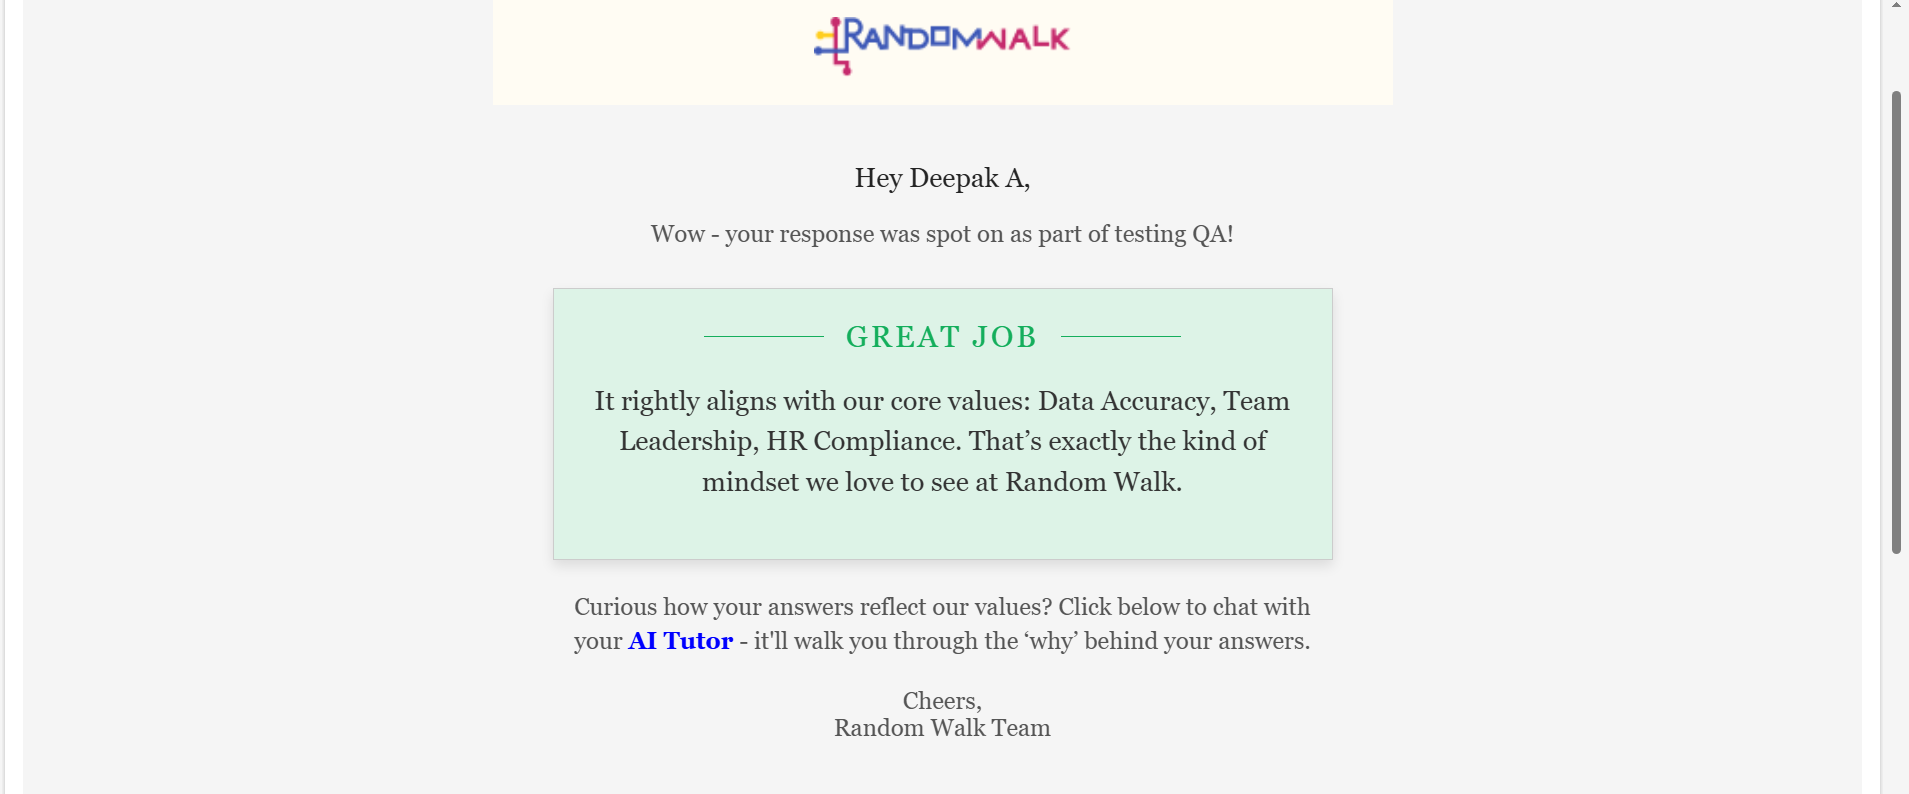 RANDOMWALK
Hey Deepak A,
Wow - your response was spot on as part of testing QA!
GREAT JOB
It rightly aligns with our core values: Data Accuracy, Team
Leadership, HR Compliance. That’s exactly the kind of
mindset we love to see at Random Walk.
Curious how your answers reflect our values? Click below to chat with
your AI Tutor - it'll walk you through the ‘why’ behind your answers.
Cheers,
Random Walk Team